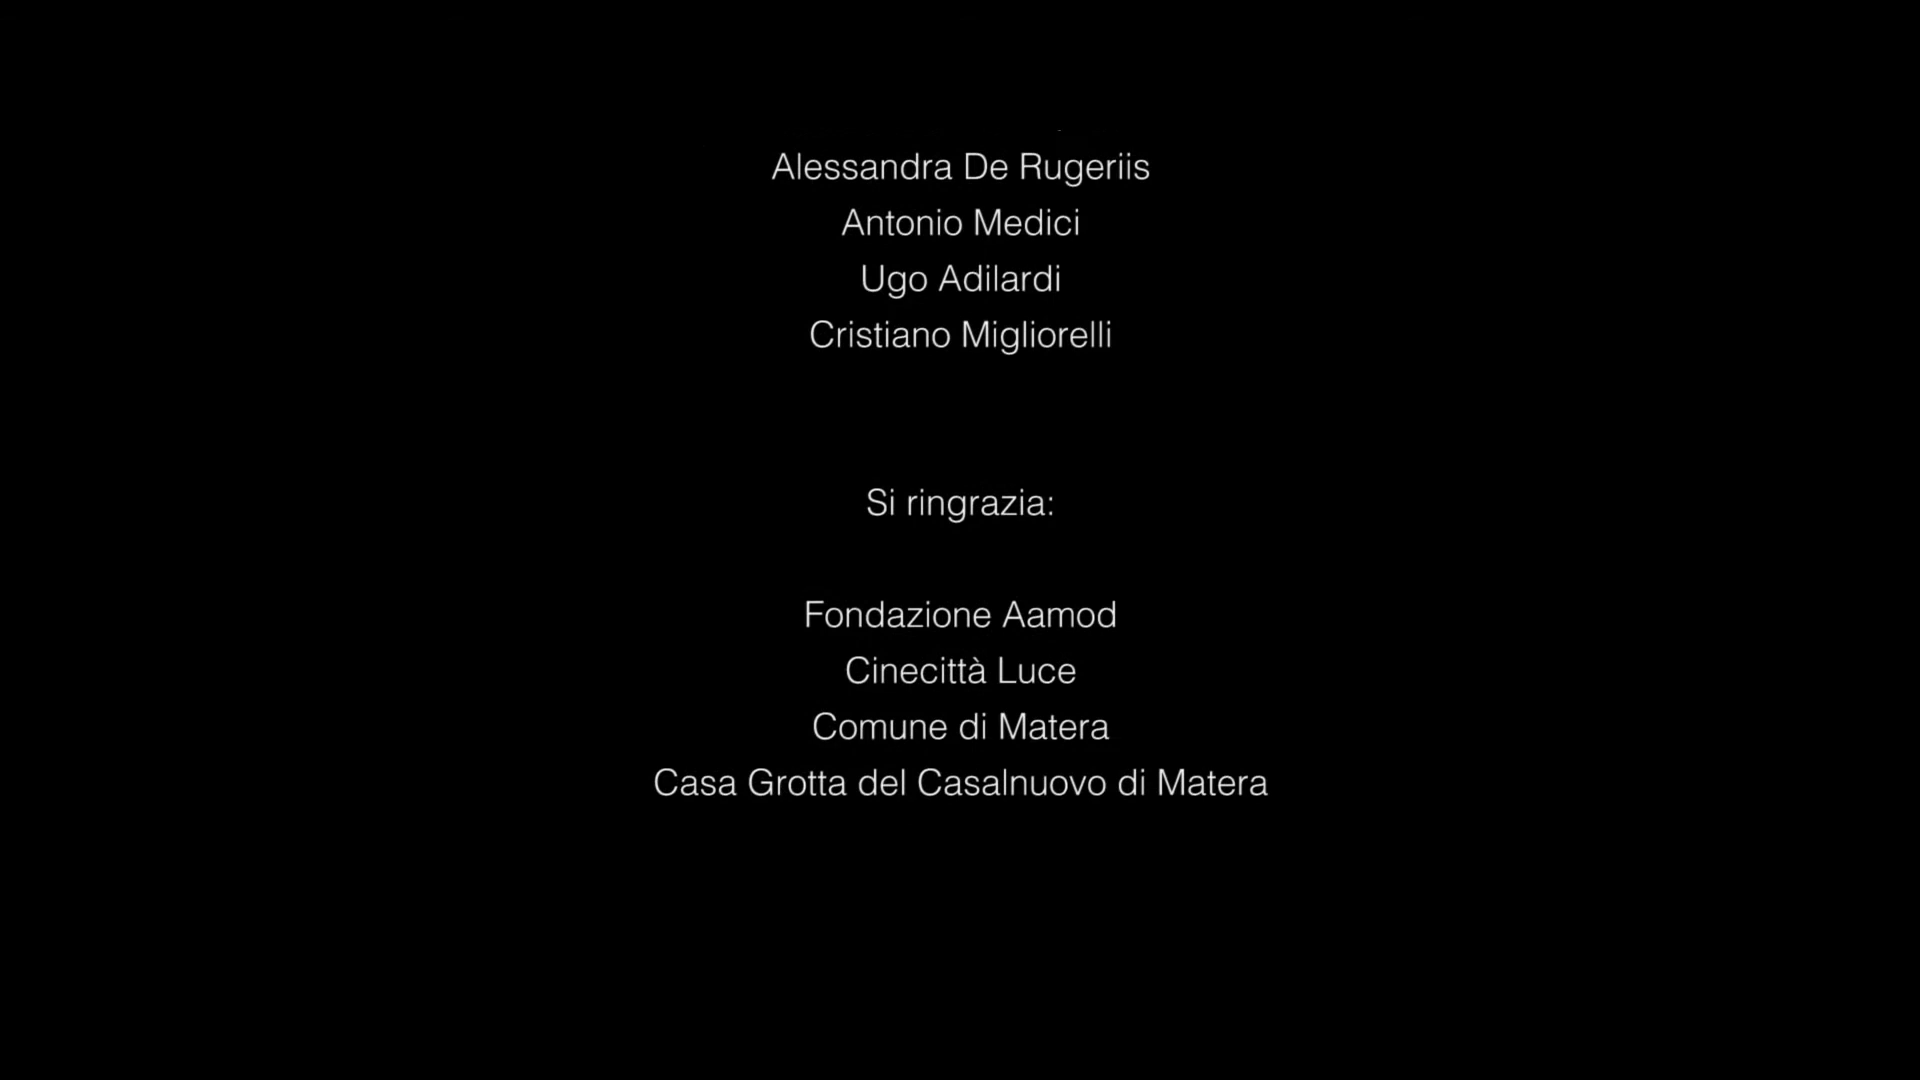 Alessandra De Rugeriis
Antonio Medici
Ugo Adilardi
Cristiano Migliorelli
Si ringrazia:
Fondazione Aamod
Cinecittà Luce
Comune di Matera
Casa Grotta del Casalnuovo di Matera